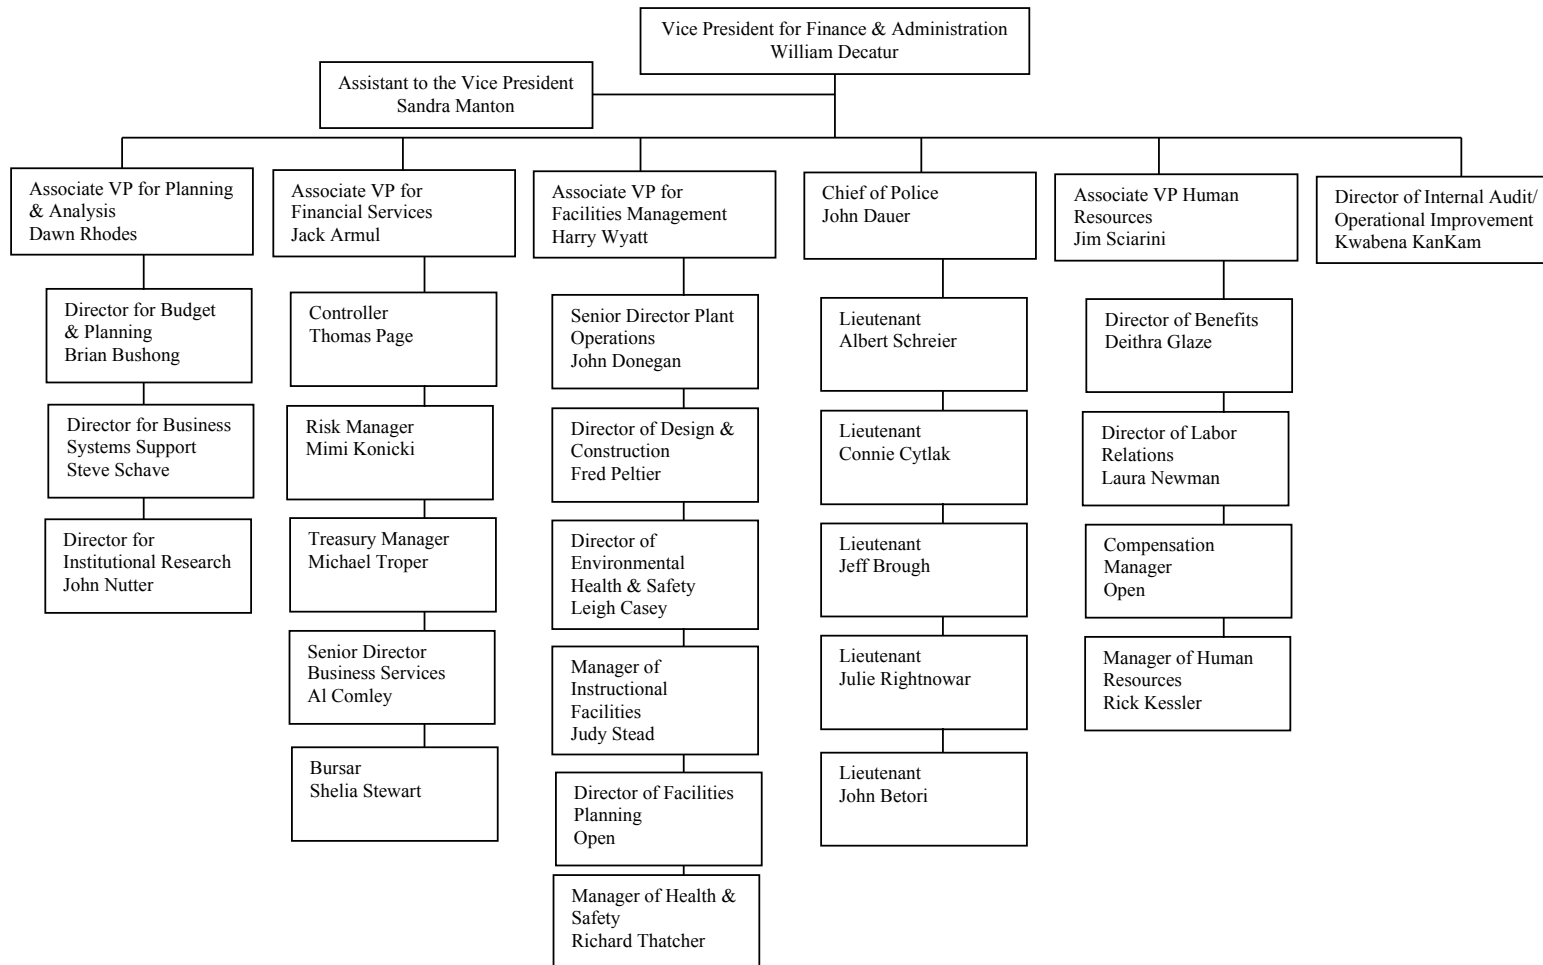 Vice President for Finance & Administration
William Decatur
Assistant to the Vice President
Sandra Manton
Associate VP for Planning
& Analysis
Dawn Rhodes
Director for Budget
& Planning
Brian Bushong
Director for Business
Systems Support
Steve Schave
Director for
Institutional Research
John Nutter
Associate VP for
Financial Services
Jack Armul
Controller
Thomas Page
Risk Manager
Mimi Konicki
Treasury Manager
Michael Troper
Senior Director
Business Services
Al Comley
Bursar
Shelia Stewart
Associate VP for
Facilities Management
Harry Wyatt
Senior Director Plant
Operations
John Donegan
Director of Design &
Construction
Fred Peltier
Director of
Environmental
Health & Safety
Leigh Casey
Manager of
Instructional
Facilities
Judy Stead
Director of Facilities
Planning
Open
Manager of Health &
Safety
Richard Thatcher
Chief of Police
John Dauer
Lieutenant
Albert Schreier
Lieutenant
Connie Cytlak
Lieutenant
Jeff Brough
Lieutenant
Julie Rightnowar
Lieutenant
John Betori
Associate VP Human
Resources
Jim Sciarini
Director of Benefits
Deithra Glaze
Director of Labor
Relations
Laura Newman
Compensation
Manager
Open
Manager of Human
Resources
Rick Kessler
Director of Internal Audit/
Operational Improvement
Kwabena KanKam